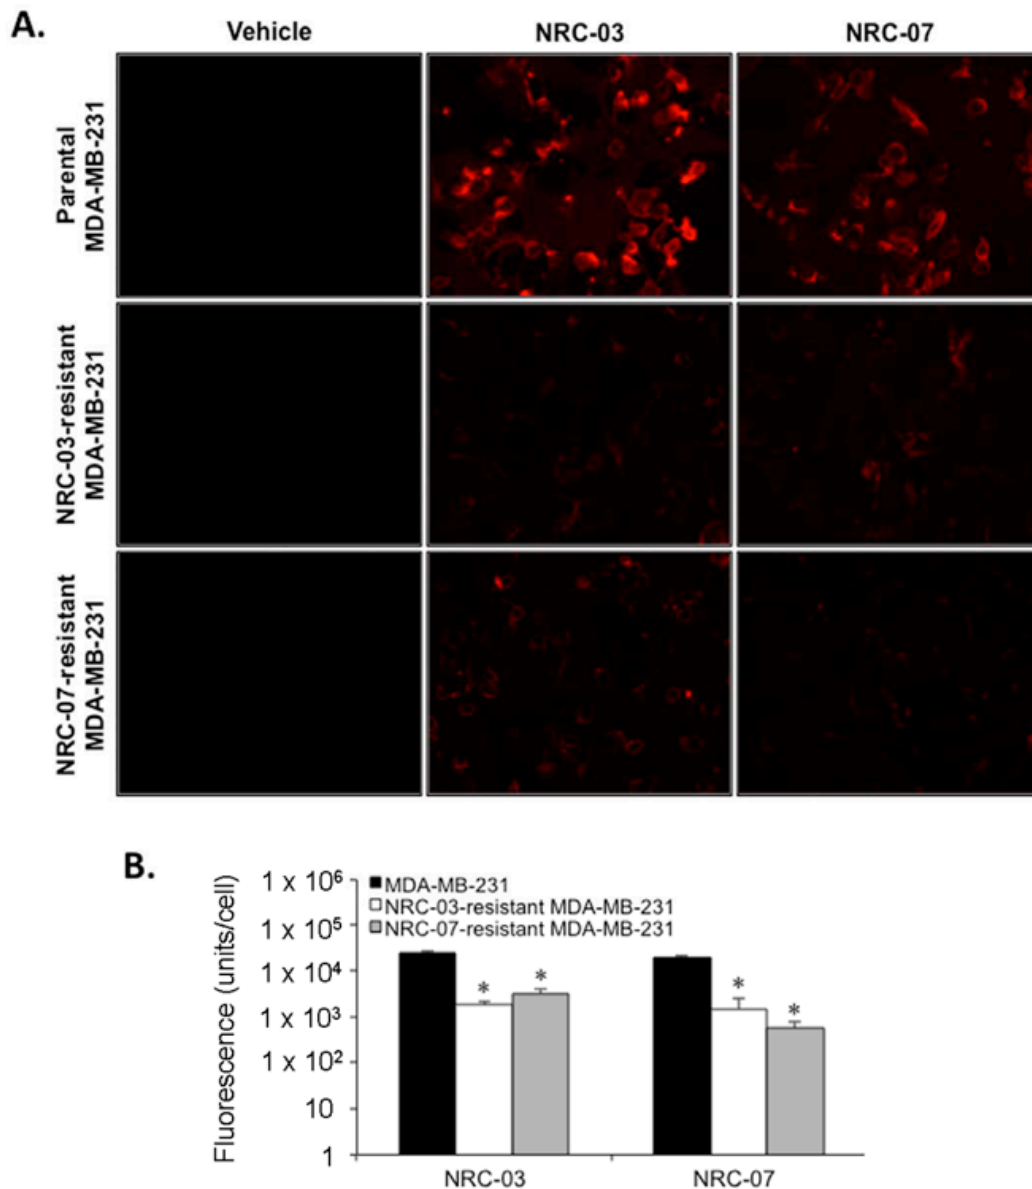 A.
Vehicle
NRC-03
NRC-07
Parental
MDA-MB-231
NRC-03-resistant
MDA-MB-231
NRC-07-resistant
MDA-MB-231
B.
Fluorescence (units/cell)
1 x 10⁶
1 x 10⁵
1 x 10⁴
1 x 10³
1 x 10²
10
1
MDA-MB-231
NRC-03-resistant MDA-MB-231
NRC-07-resistant MDA-MB-231
* *
* *
NRC-03
NRC-07